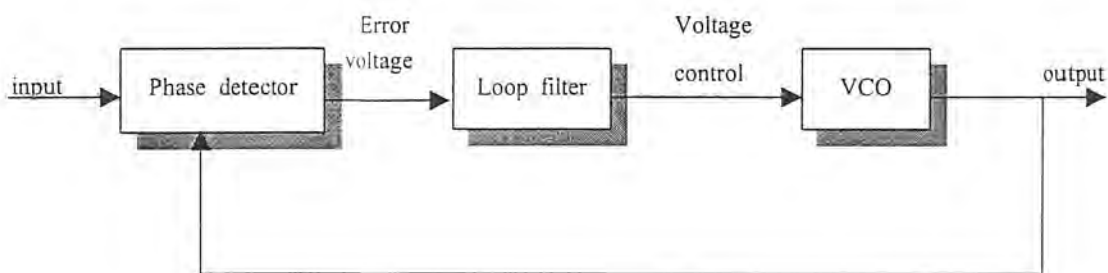 input
Phase detector
Error
voltage
Loop filter
Voltage
control
VCO
output